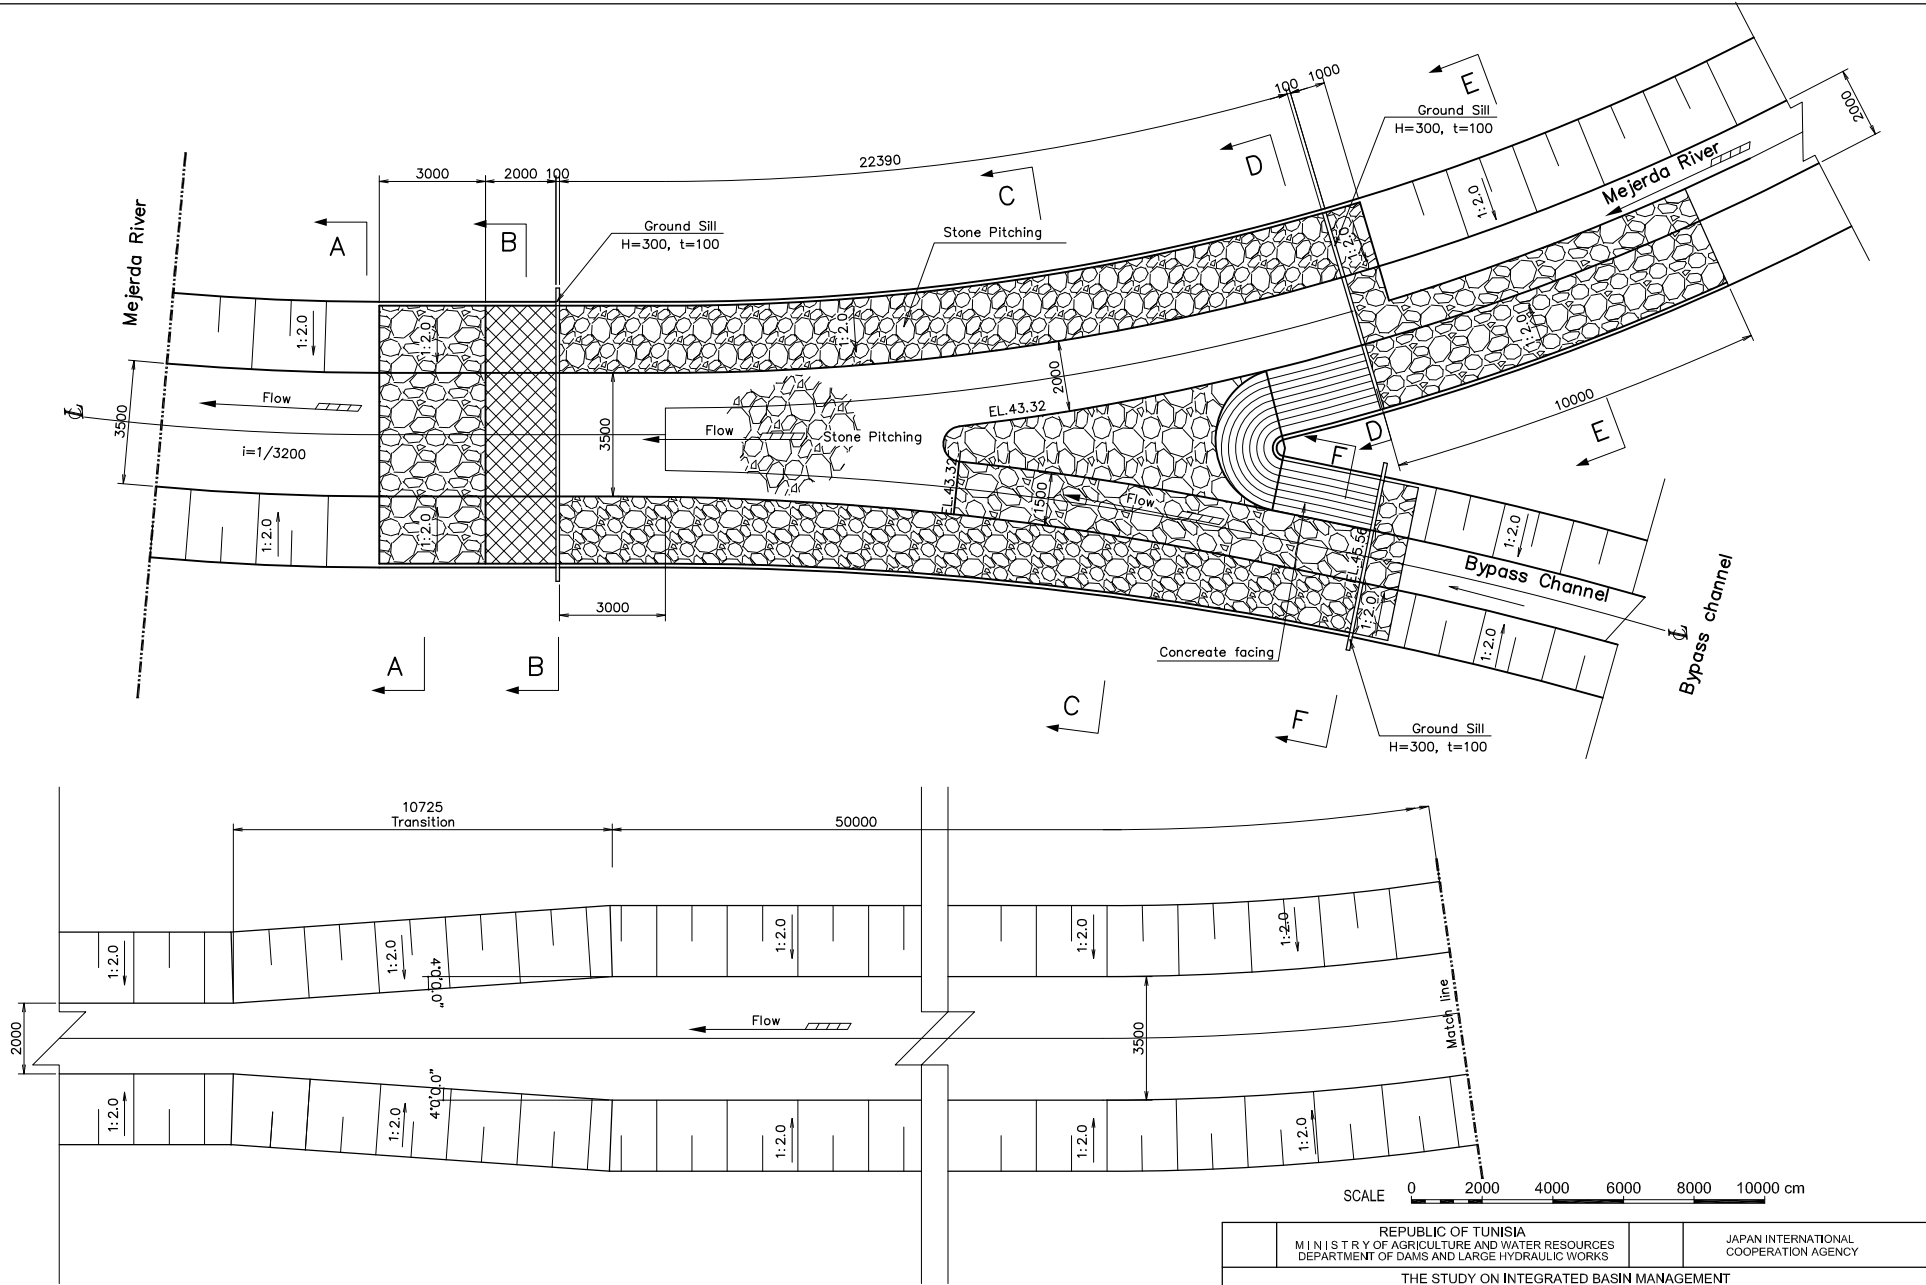 E
100 1000
Ground Sill
H=300, t=100
2000
D
22390
Mejerda River
3000
2000 100
C
1:2.0
Mejerda River
A
B
Ground Sill
H=300, t=100
Stone Pitching
1:2.0
1:2.0
1:2.0
1:2.0
1:2.0
2000
10000
3500
Flow
EL.43.32
3500
Flow
Stone Pitching
D
E
i=1/3200
F
EL.43.32
1500
Flow
1:2.0
1:2.0
1:2.0
EL.45.56
Bypass Channel
Bypass channel
3000
1:2.0
1:2.0
A
B
Concreate facing
C
F
Ground Sill
H=300, t=100
10725
Transition
50000
1:2.0
1:2.0
1:2.0
1:2.0
1:2.0
4°0'0.0"
Match line
2000
Flow
3500
4°0'0.0"
1:2.0
1:2.0
1:2.0
1:2.0
1:2.0
SCALE
0 2000 4000 6000 8000 10000 cm
REPUBLIC OF TUNISIA
MINISTRY OF AGRICULTURE AND WATER RESOURCES
DEPARTMENT OF DAMS AND LARGE HYDRAULIC WORKS
JAPAN INTERNATIONAL
COOPERATION AGENCY
THE STUDY ON INTEGRATED BASIN MANAGEMENT